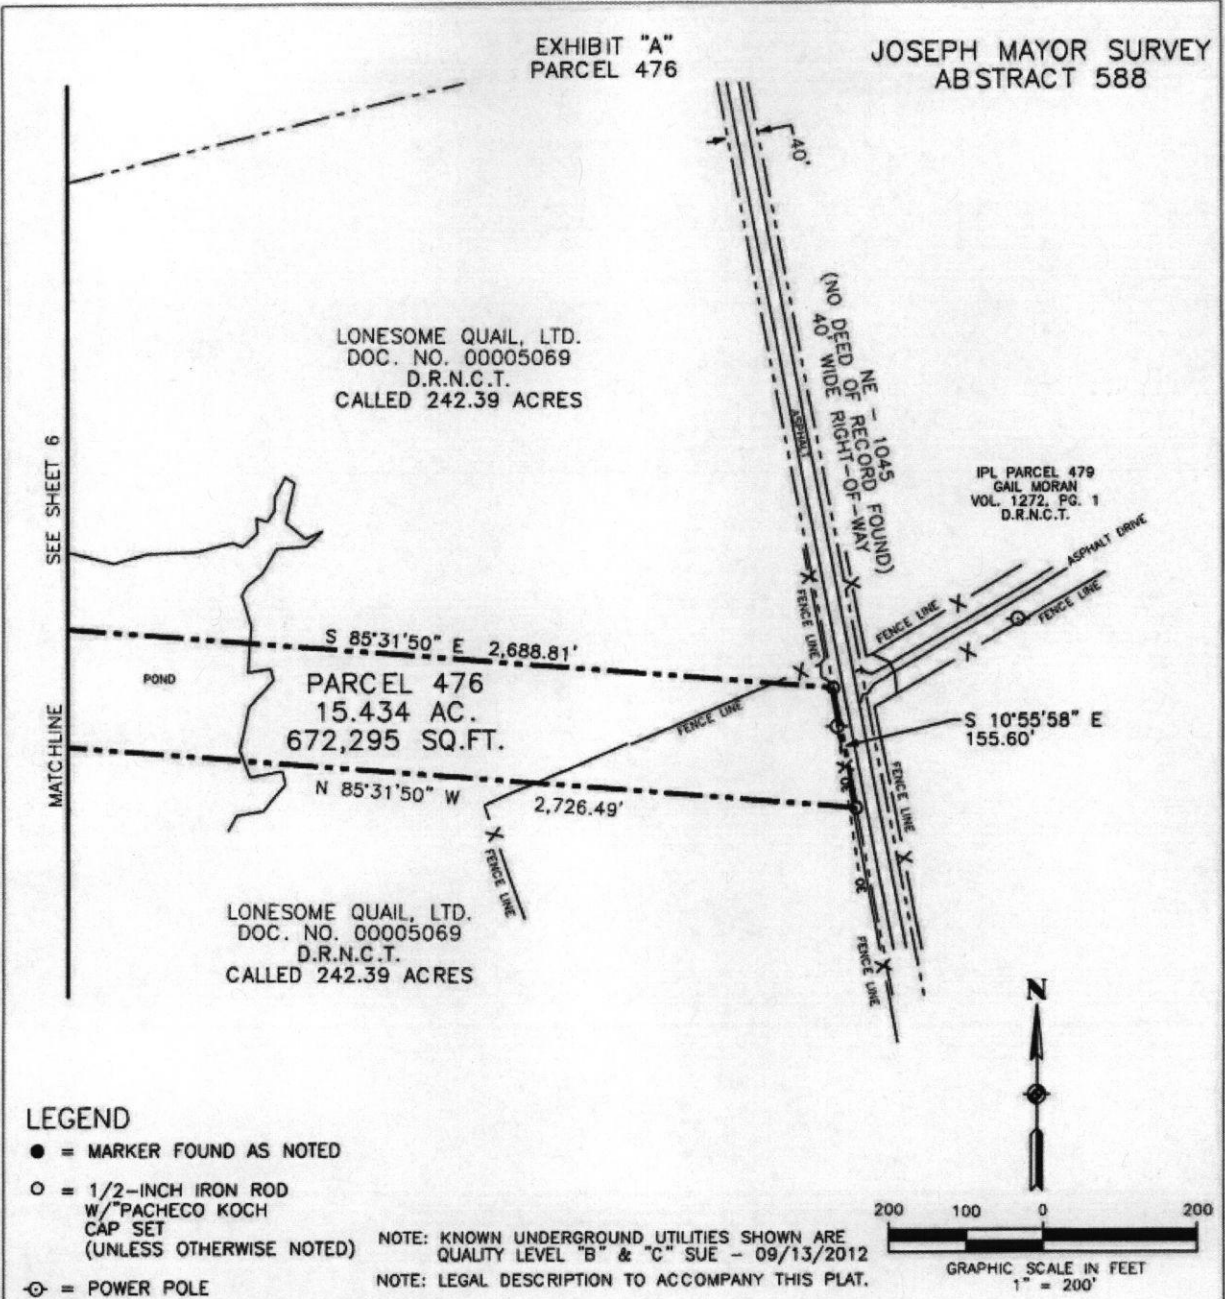 EXHIBIT "A"
PARCEL 476
JOSEPH MAYOR SURVEY
ABSTRACT 588
40'
LONESOME QUAIL, LTD.
DOC. NO. 00005069
D.R.N.C.T.
CALLED 242.39 ACRES
NE - 1045
(NO DEED OF RECORD FOUND)
40' WIDE RIGHT-OF-WAY
ASPHALT
IPL PARCEL 479
GAIL MORAN
VOL. 1272, PG. 1
D.R.N.C.T.
ASPHALT DRIVE
FENCE LINE
FENCE LINE
FENCE LINE
SEE SHEET 6
MATCHLINE
S 85°31'50" E 2,688.81'
POND
PARCEL 476
15.434 AC.
672,295 SQ.FT.
FENCE LINE
S 10°55'58" E
155.60'
OE
FENCE LINE
N 85°31'50" W 2,726.49'
FENCE LINE
OE
FENCE LINE
LONESOME QUAIL, LTD.
DOC. NO. 00005069
D.R.N.C.T.
CALLED 242.39 ACRES
N
LEGEND
= MARKER FOUND AS NOTED
= 1/2-INCH IRON ROD
W/"PACHECO KOCH
CAP SET
(UNLESS OTHERWISE NOTED)
= POWER POLE
NOTE: KNOWN UNDERGROUND UTILITIES SHOWN ARE
QUALITY LEVEL "B" & "C" SUE - 09/13/2012
NOTE: LEGAL DESCRIPTION TO ACCOMPANY THIS PLAT.
200 100 0 200
GRAPHIC SCALE IN FEET
1" = 200'